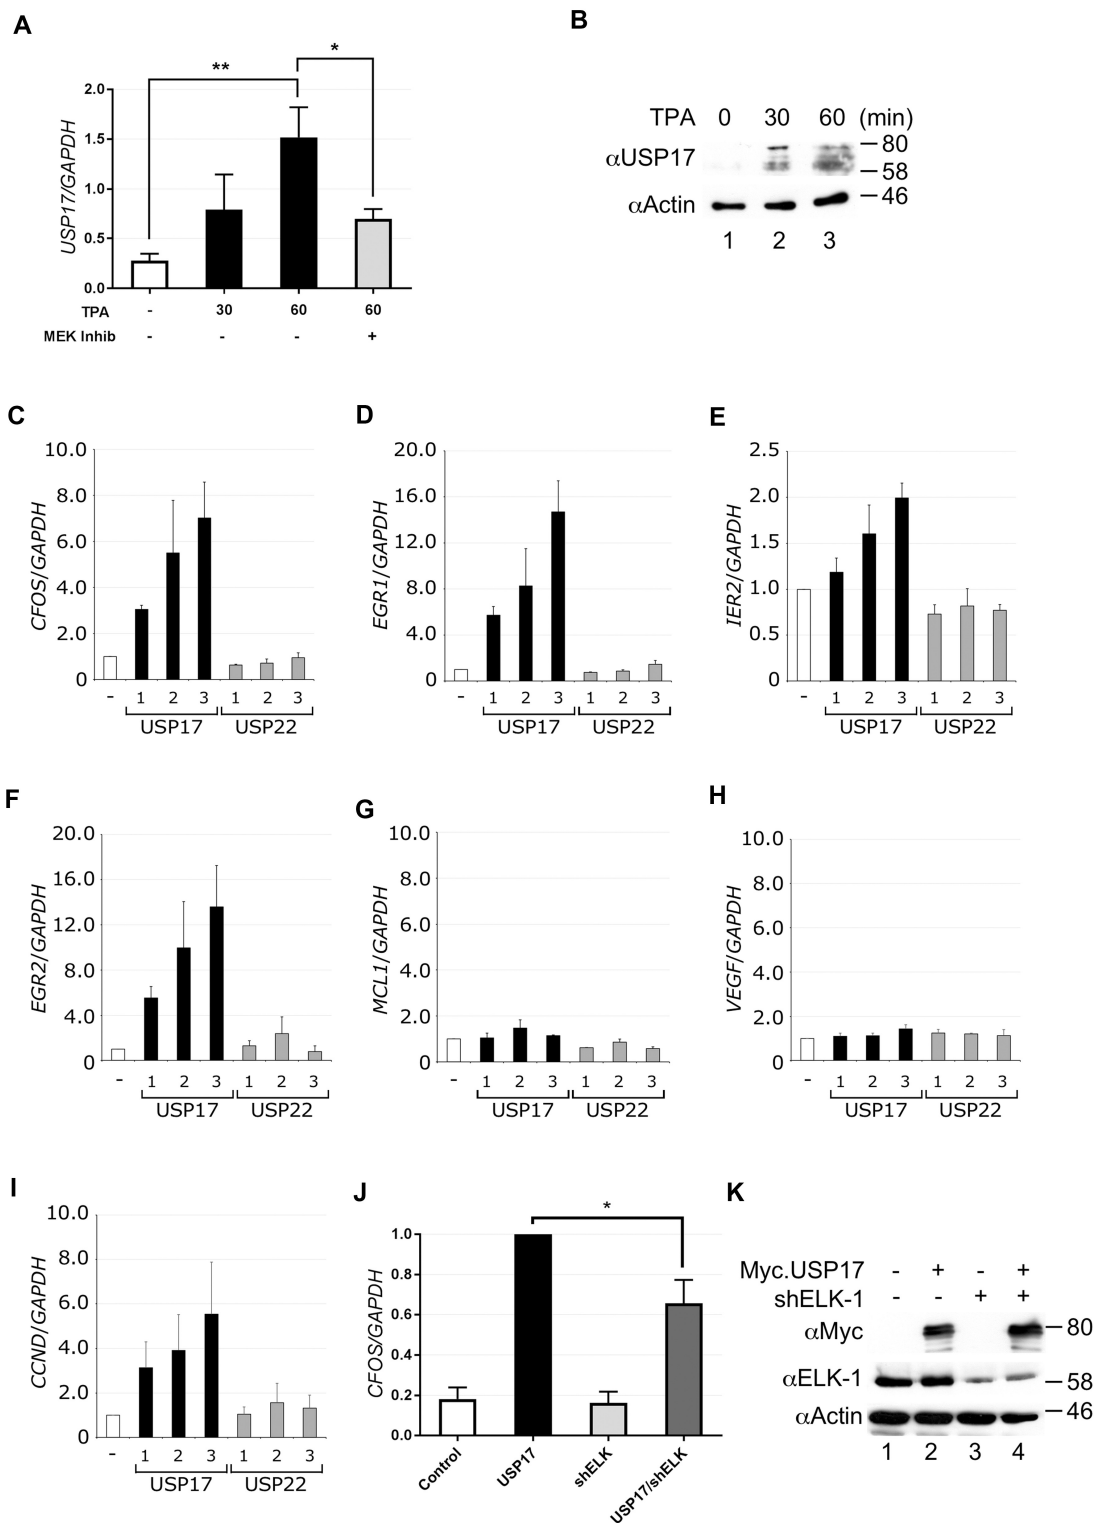 A
B
** *
USP17/GAPDH
2.0
1.5
1.0
0.5
0.0
TPA - 30 60 60
MEK Inhib - - - +
TPA 0 30 60 (min)
αUSP17
80
58
αActin
46
1 2 3
C
CFOS/GAPDH
10.0
8.0
6.0
4.0
2.0
0
- 1 2 3 1 2 3
USP17 USP22
D
EGR1/GAPDH
20.0
16.0
12.0
8.0
4.0
0
- 1 2 3 1 2 3
USP17 USP22
E
IER2/GAPDH
2.5
2.0
1.5
1.0
0.5
0
- 1 2 3 1 2 3
USP17 USP22
F
EGR2/GAPDH
20.0
16.0
12.0
8.0
4.0
0
- 1 2 3 1 2 3
USP17 USP22
G
MCL1/GAPDH
10.0
8.0
6.0
4.0
2.0
0
- 1 2 3 1 2 3
USP17 USP22
H
VEGF/GAPDH
10.0
8.0
6.0
4.0
2.0
0
- 1 2 3 1 2 3
USP17 USP22
I
CCND/GAPDH
10.0
8.0
6.0
4.0
2.0
0
- 1 2 3 1 2 3
USP17 USP22
J
*
CFOS/GAPDH
1.0
0.8
0.6
0.4
0.2
0.0
Control USP17 shELK USP17/shELK
K
Myc.USP17 - + - +
shELK-1 - - + +
αMyc 80
αELK-1 58
αActin 46
1 2 3 4